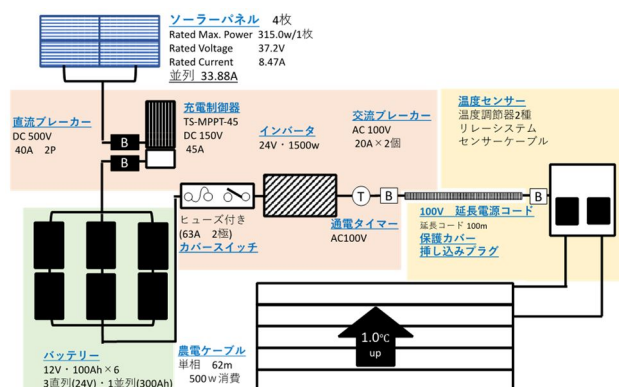 ソーラーパネル 4枚
Rated Max. Power 315.0w/1枚
Rated Voltage 37.2V
Rated Current 8.47A
並列 33.88A
直流ブレーカー
DC 500V
40A 2P
B
B
充電制御器
TS-MPPT-45
DC 150V
45A
インバータ
24V・1500w
交流ブレーカー
AC 100V
20A×2個
温度センサー
温度調節器2種
リレーシステム
センサーケーブル
T
B
B
ヒューズ付き
(63A 2極)
カバースイッチ
通電タイマー
AC100V
100V 延長電源コード
延長コード 100m
保護カバー
挿し込みプラグ
バッテリー
12V・100Ah×6
3直列(24V)・1並列(300Ah)
農電ケーブル
単相 62m
500w消費
1.0℃
up